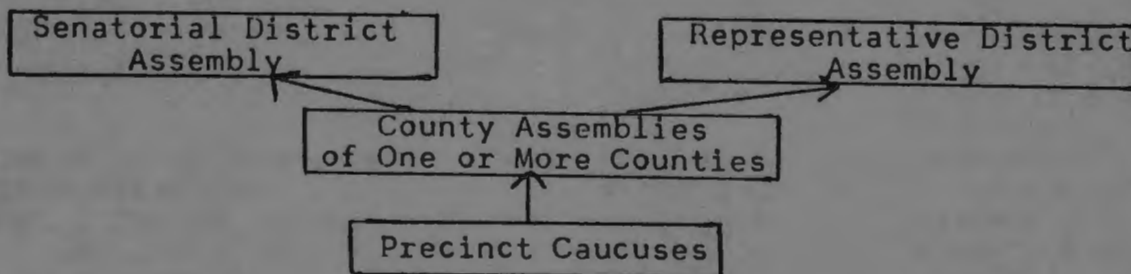 Senatorial District
Assembly
Representative District
Assembly
County Assemblies
of One or More Counties
Precinct Caucuses